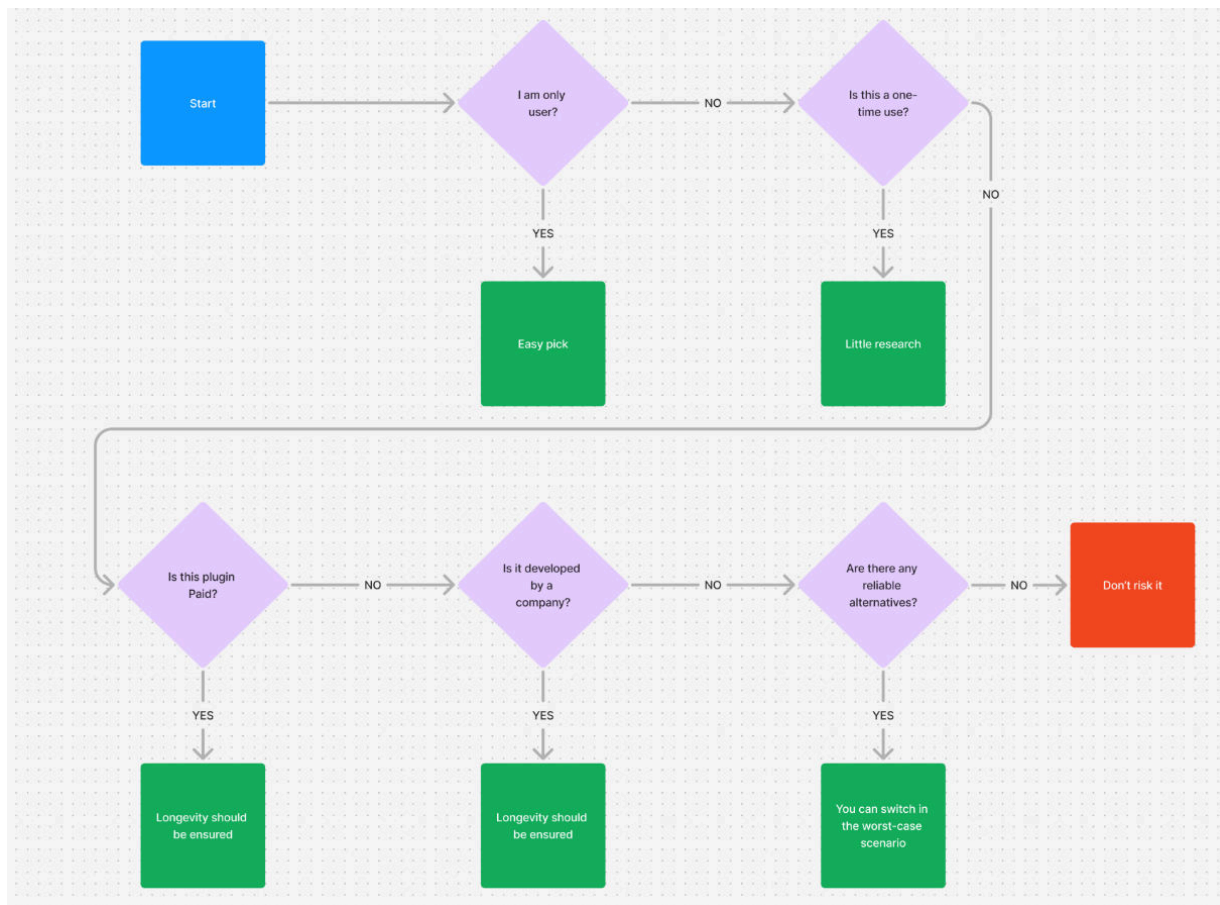 Start
I am only
user?
NO
Is this a one-
time use?
NO
YES
YES
Easy pick
Little research
Is this plugin
Paid?
NO
Is it developed
by a
company?
NO
Are there any
reliable
alternatives?
NO
Don't risk it
YES
YES
YES
Longevity should
be ensured
Longevity should
be ensured
You can switch in
the worst-case
scenario